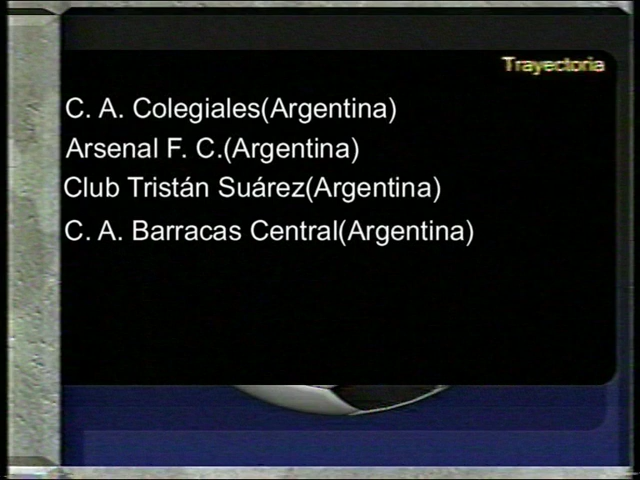 Trayectoria
C. A. Colegiales(Argentina)
Arsenal F. C.(Argentina)
Club Tristán Suárez(Argentina)
C. A. Barracas Central(Argentina)